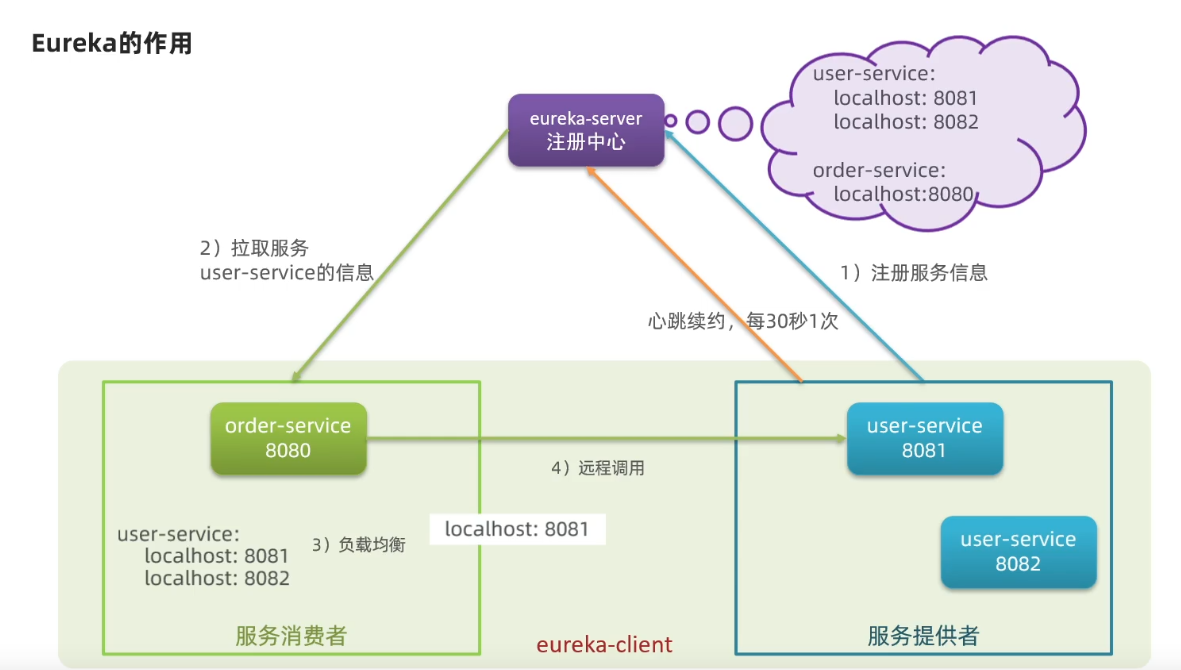 Eureka的作用
eureka-server
注册中心
user-service:
localhost: 8081
localhost: 8082
order-service:
localhost:8080
2）拉取服务
user-service的信息
1）注册服务信息
心跳续约，每30秒1次
order-service
8080
user-service
8081
4）远程调用
user-service:
localhost: 8081
localhost: 8082
3）负载均衡
localhost: 8081
user-service
8082
服务消费者
eureka-client
服务提供者